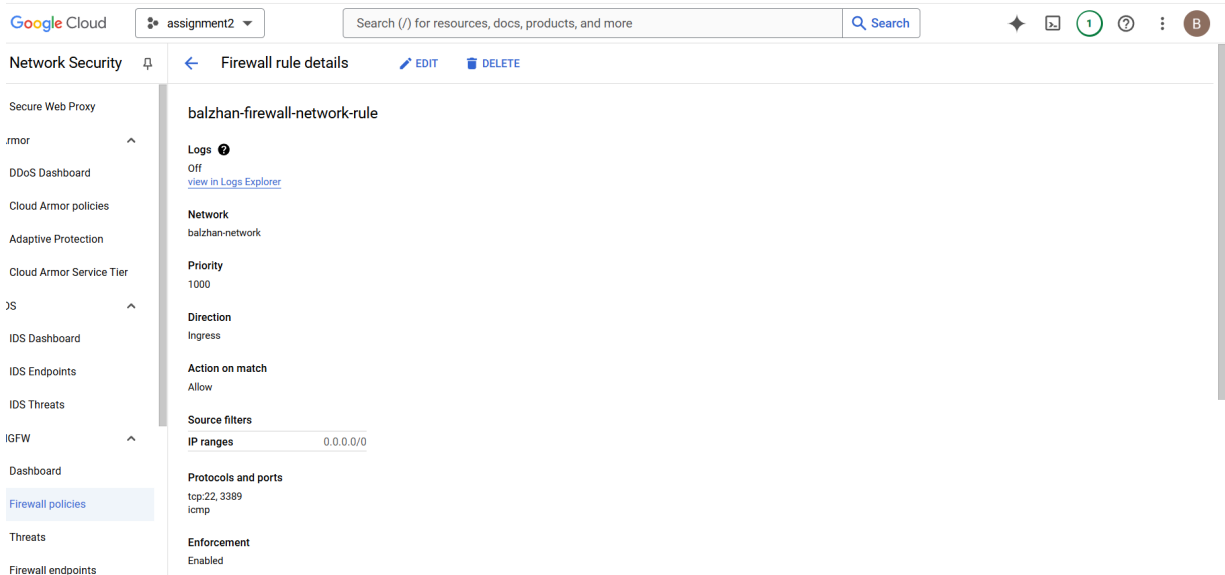 Google Cloud
assignment2
Search (/) for resources, docs, products, and more
Search
1
B
Network Security
Firewall rule details
EDIT
DELETE
Secure Web Proxy
rmor
DDoS Dashboard
Cloud Armor policies
Adaptive Protection
Cloud Armor Service Tier
DS
IDS Dashboard
IDS Endpoints
IDS Threats
IGFW
Dashboard
Firewall policies
Threats
Firewall endpoints
balzhan-firewall-network-rule
Logs
Off
view in Logs Explorer
Network
balzhan-network
Priority
1000
Direction
Ingress
Action on match
Allow
Source filters
IP ranges 0.0.0.0/0
Protocols and ports
tcp:22, 3389
icmp
Enforcement
Enabled